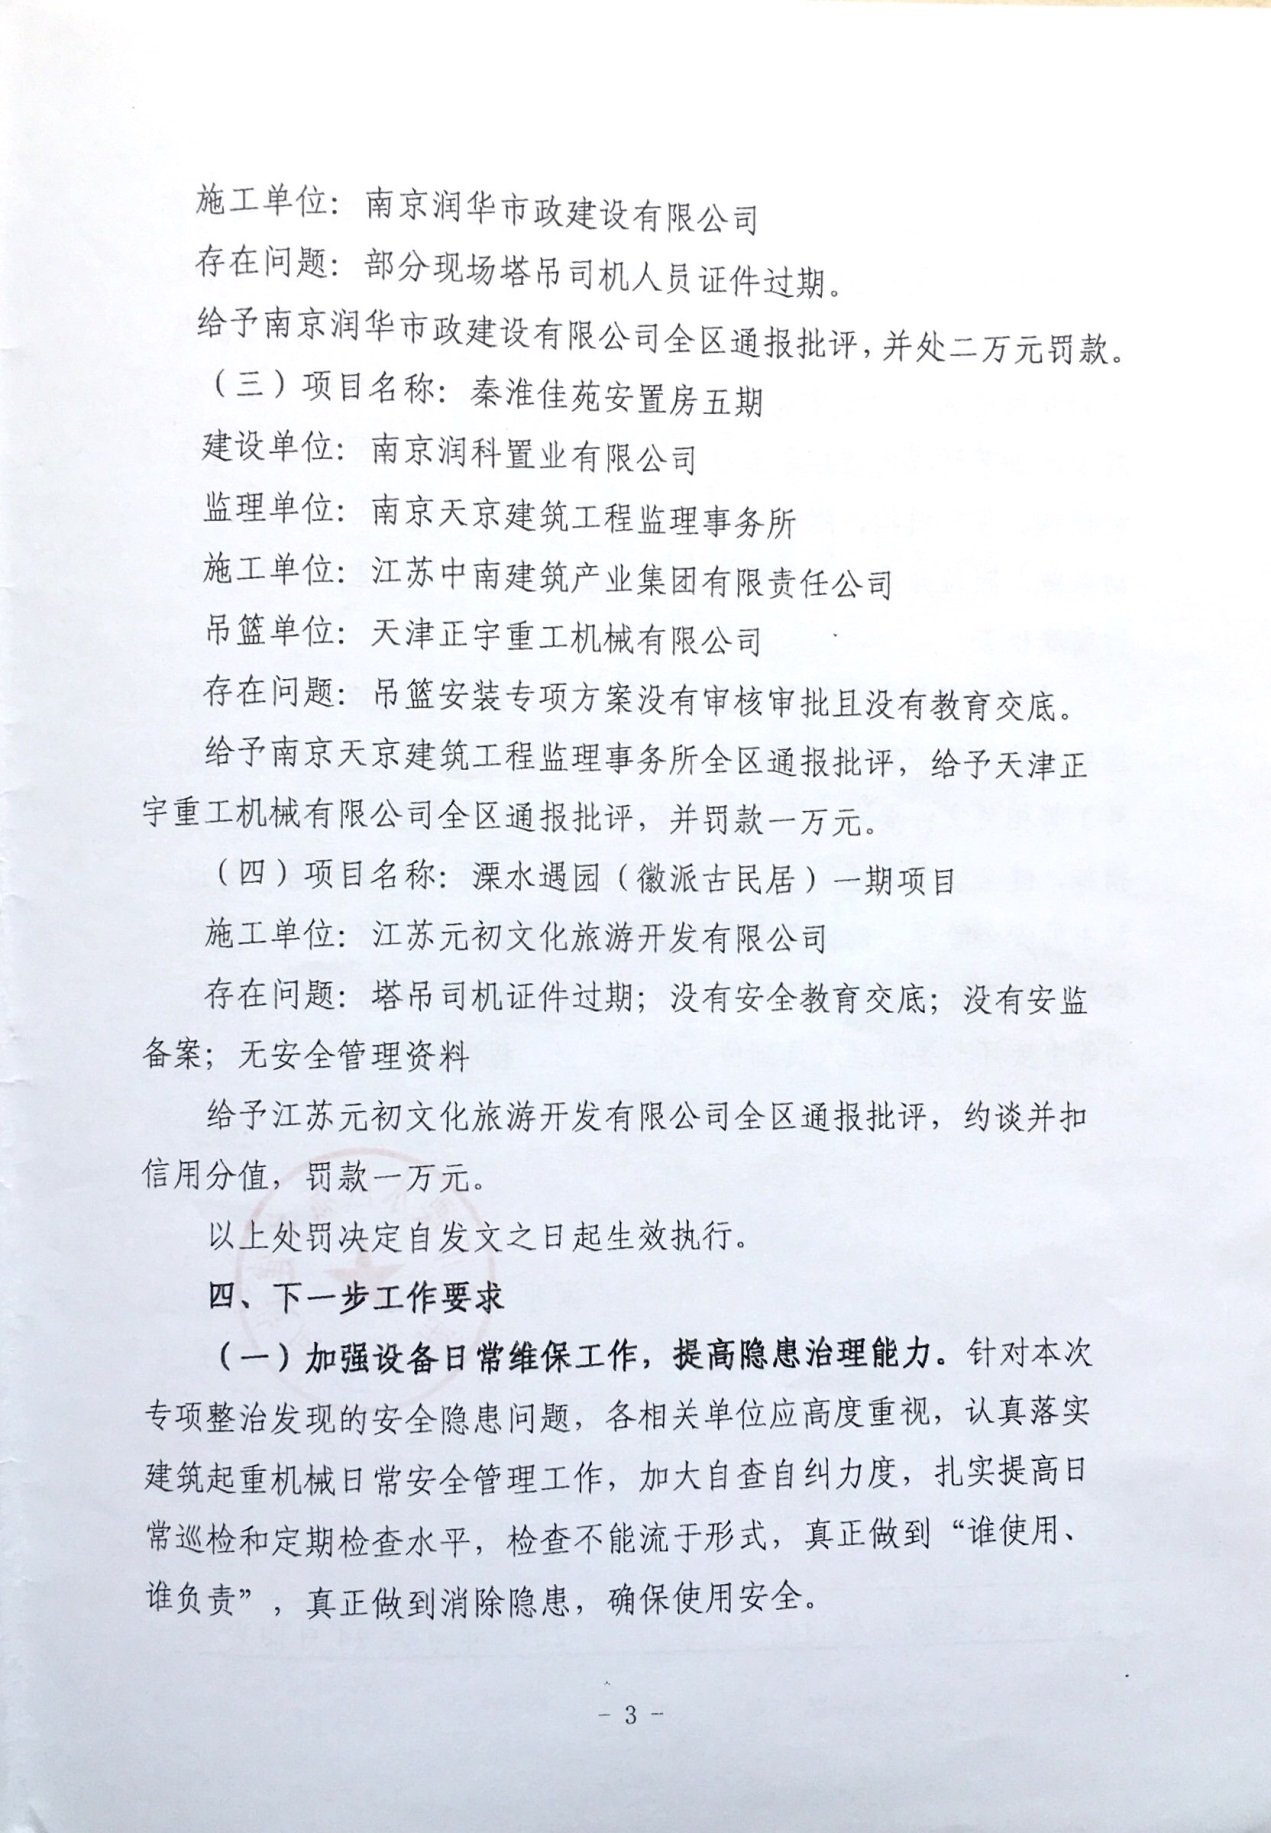 施工单位：南京润华市政建设有限公司
存在问题：部分现场塔吊司机人员证件过期。
给予南京润华市政建设有限公司全区通报批评，并处二万元罚款。
（三）项目名称：秦淮佳苑安置房五期
建设单位：南京润科置业有限公司
监理单位：南京天京建筑工程监理事务所
施工单位：江苏中南建筑产业集团有限责任公司
吊篮单位：天津正宇重工机械有限公司
存在问题：吊篮安装专项方案没有审核审批且没有教育交底。
给予南京天京建筑工程监理事务所全区通报批评，给予天津正
宇重工机械有限公司全区通报批评，并罚款一万元。
（四）项目名称：溧水遇园（徽派古民居）一期项目
施工单位：江苏元初文化旅游开发有限公司
存在问题：塔吊司机证件过期；没有安全教育交底；没有安监
备案；无安全管理资料
给予江苏元初文化旅游开发有限公司全区通报批评，约谈并扣
信用分值，罚款一万元。
以上处罚决定自发文之日起生效执行。
四、下一步工作要求
（一）加强设备日常维保工作，提高隐患治理能力。针对本次
专项整治发现的安全隐患问题，各相关单位应高度重视，认真落实
建筑起重机械日常安全管理工作，加大自查自纠力度，扎实提高日
常巡检和定期检查水平，检查不能流于形式，真正做到“谁使用、
谁负责”，真正做到消除隐患，确保使用安全。
- 3 -